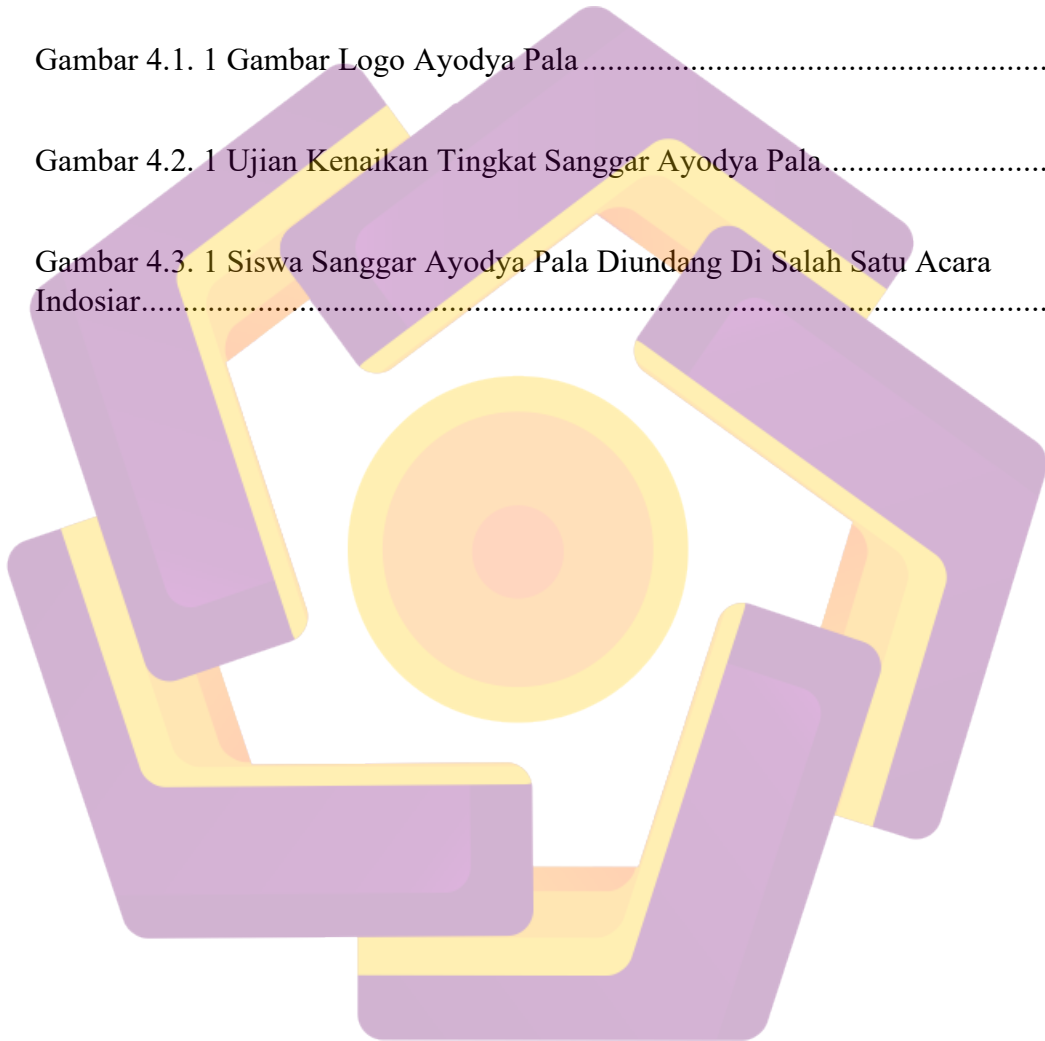 Gambar 4.1. 1 Gambar Logo Ayodya Pala.............................................
Gambar 4.2. 1 Ujian Kenaikan Tingkat Sanggar Ayodya Pala.....................
Gambar 4.3. 1 Siswa Sanggar Ayodya Pala Diundang Di Salah Satu Acara
Indosiar...............................................................................................